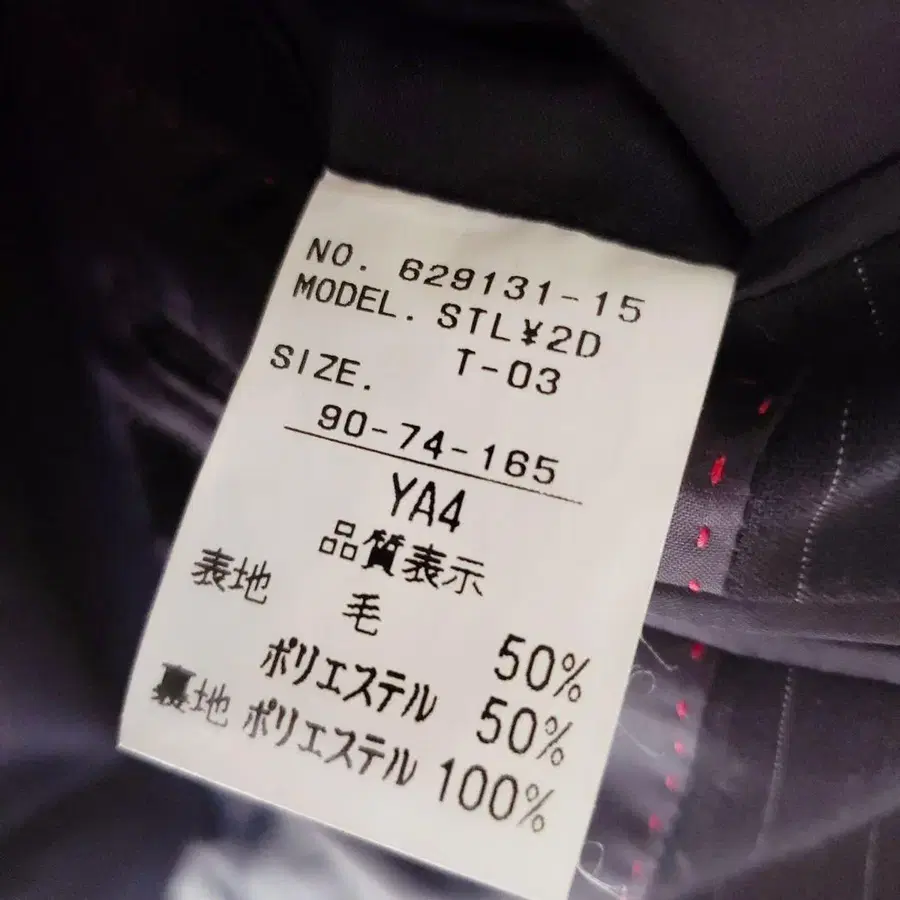 NO. 629131-15
MODEL. STL¥2D
T-03
SIZE.
90-74-165
YA4
品質表示
表地 毛 50%
ポリエステル 50%
裏地 ポリエステル 100%